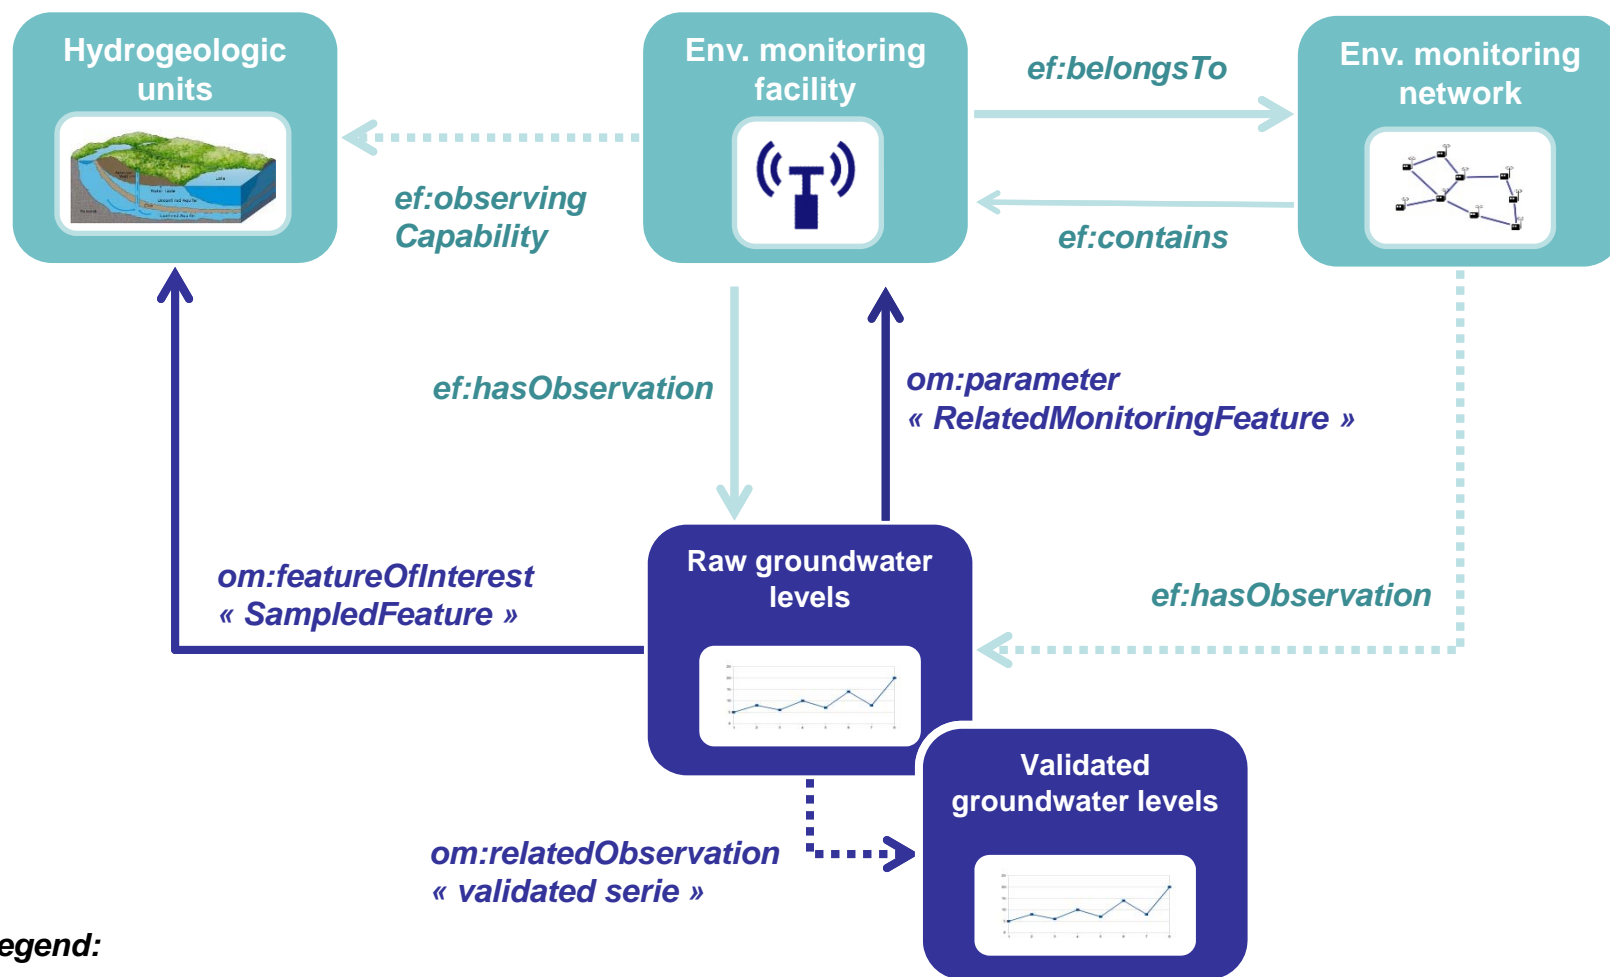 Hydrogeologic
units
Env. monitoring
facility
ef:belongsTo
Env. monitoring
network
ef:observing
Capability
ef:contains
ef:hasObservation
om:parameter
« RelatedMonitoringFeature »
om:featureOfInterest
« SampledFeature »
Raw groundwater
levels
ef:hasObservation
Validated
groundwater levels
om:relatedObservation
« validated serie »
egend: